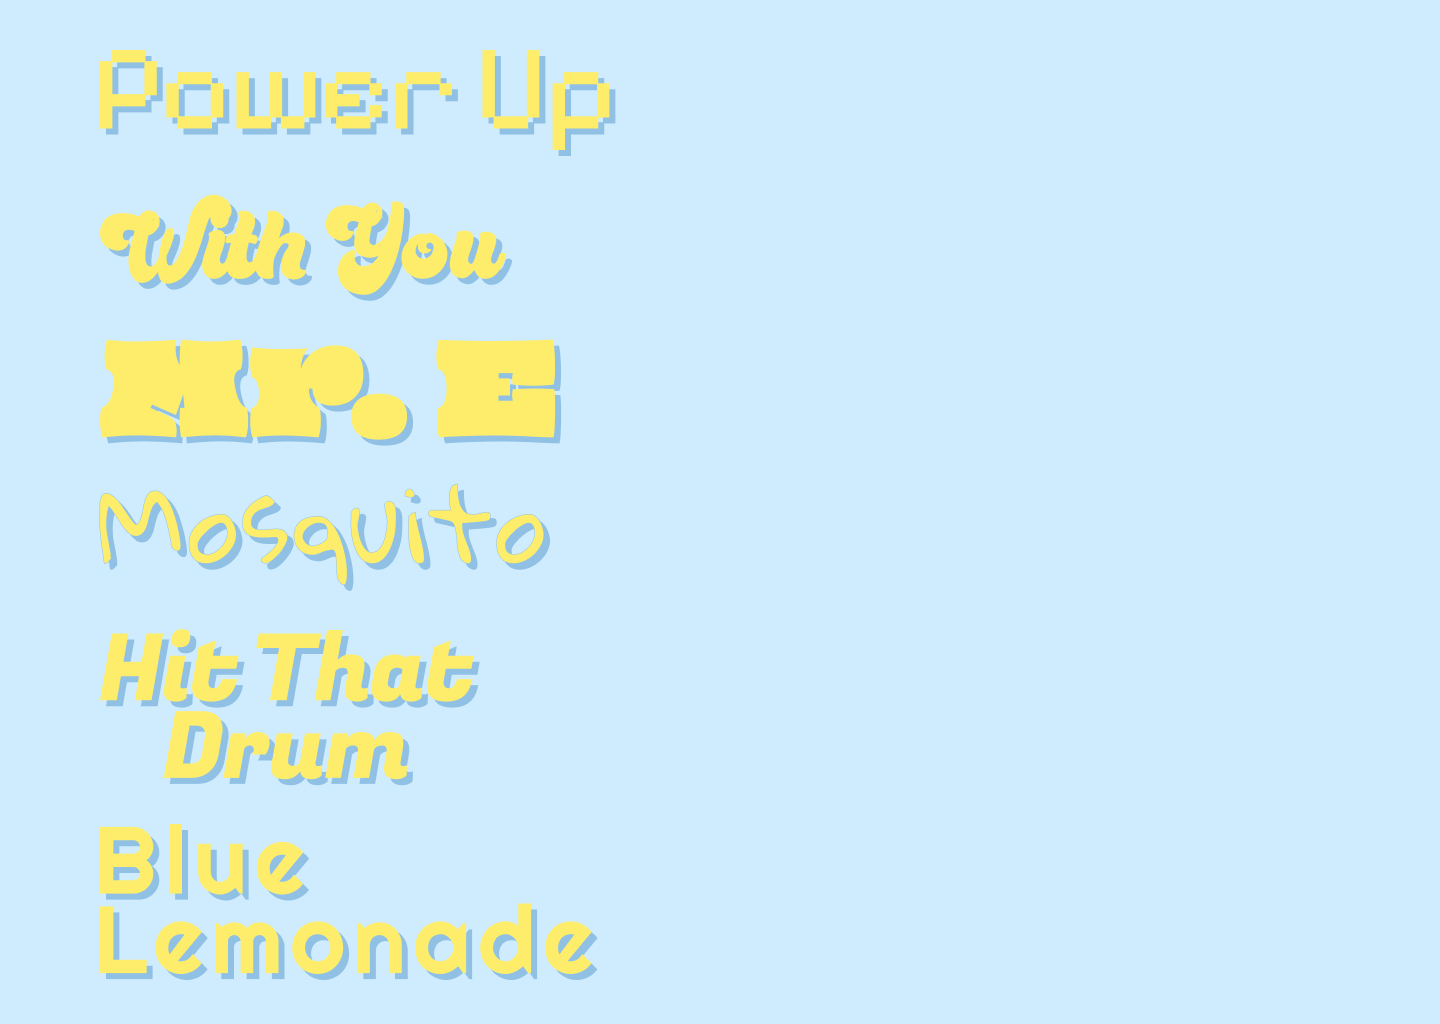 Power Up
With You
Mr. E
Mosquito
Hit That
Drum
Blue
Lemonade